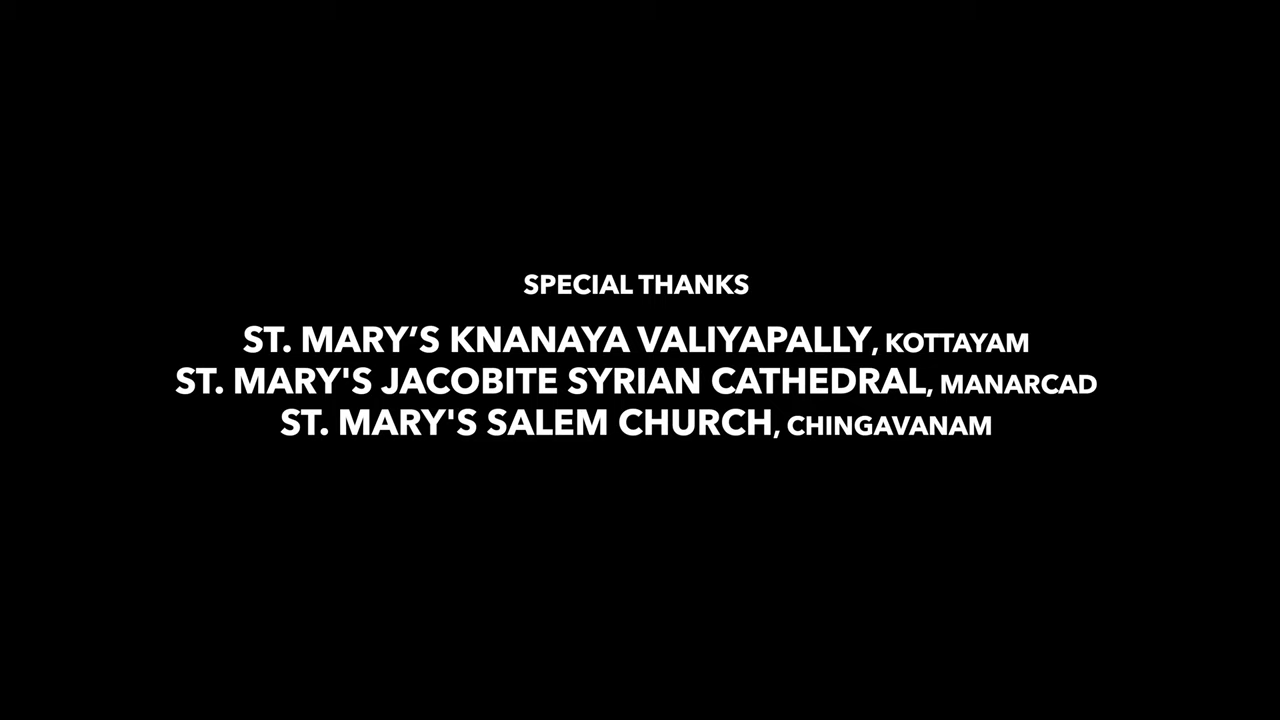 SPECIAL THANKS
ST. MARY’S KNANAYA VALIYAPALLY, KOTTAYAM
ST. MARY'S JACOBITE SYRIAN CATHEDRAL, MANARCAD
ST. MARY'S SALEM CHURCH, CHINGAVANAM